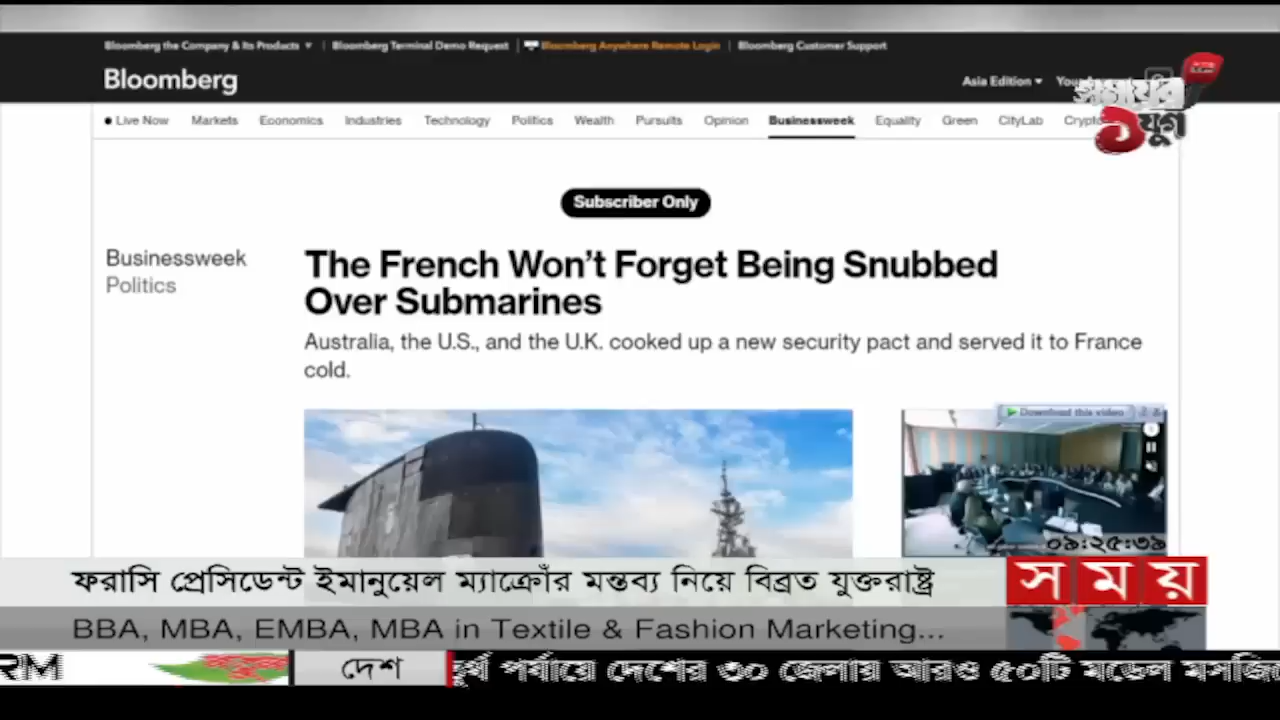 Bloomberg the Company & Its Products ▾ | Bloomberg Terminal Demo Request | Bloomberg Anywhere Remote Login | Bloomberg Customer Support
Bloomberg
Asia Edition ▾
সময়ের
১ যুগ
Live Now Markets Economics Industries Technology Politics Wealth Pursuits Opinion Businessweek Equality Green CityLab Crypto
Subscriber Only
Businessweek
Politics
The French Won't Forget Being Snubbed
Over Submarines
Australia, the U.S., and the U.K. cooked up a new security pact and served it to France
cold.
Download this video
০৯:২৫:৩৯
ফরাসি প্রেসিডেন্ট ইমানুয়েল ম্যাক্রোঁর মন্তব্য নিয়ে বিব্রত যুক্তরাষ্ট্র
সময়
BBA, MBA, EMBA, MBA in Textile & Fashion Marketing...
RM
দেশ
র্থ পর্যায়ে দেশের ৩০ জেলায় আরও ৫০টি মডেল মসজি